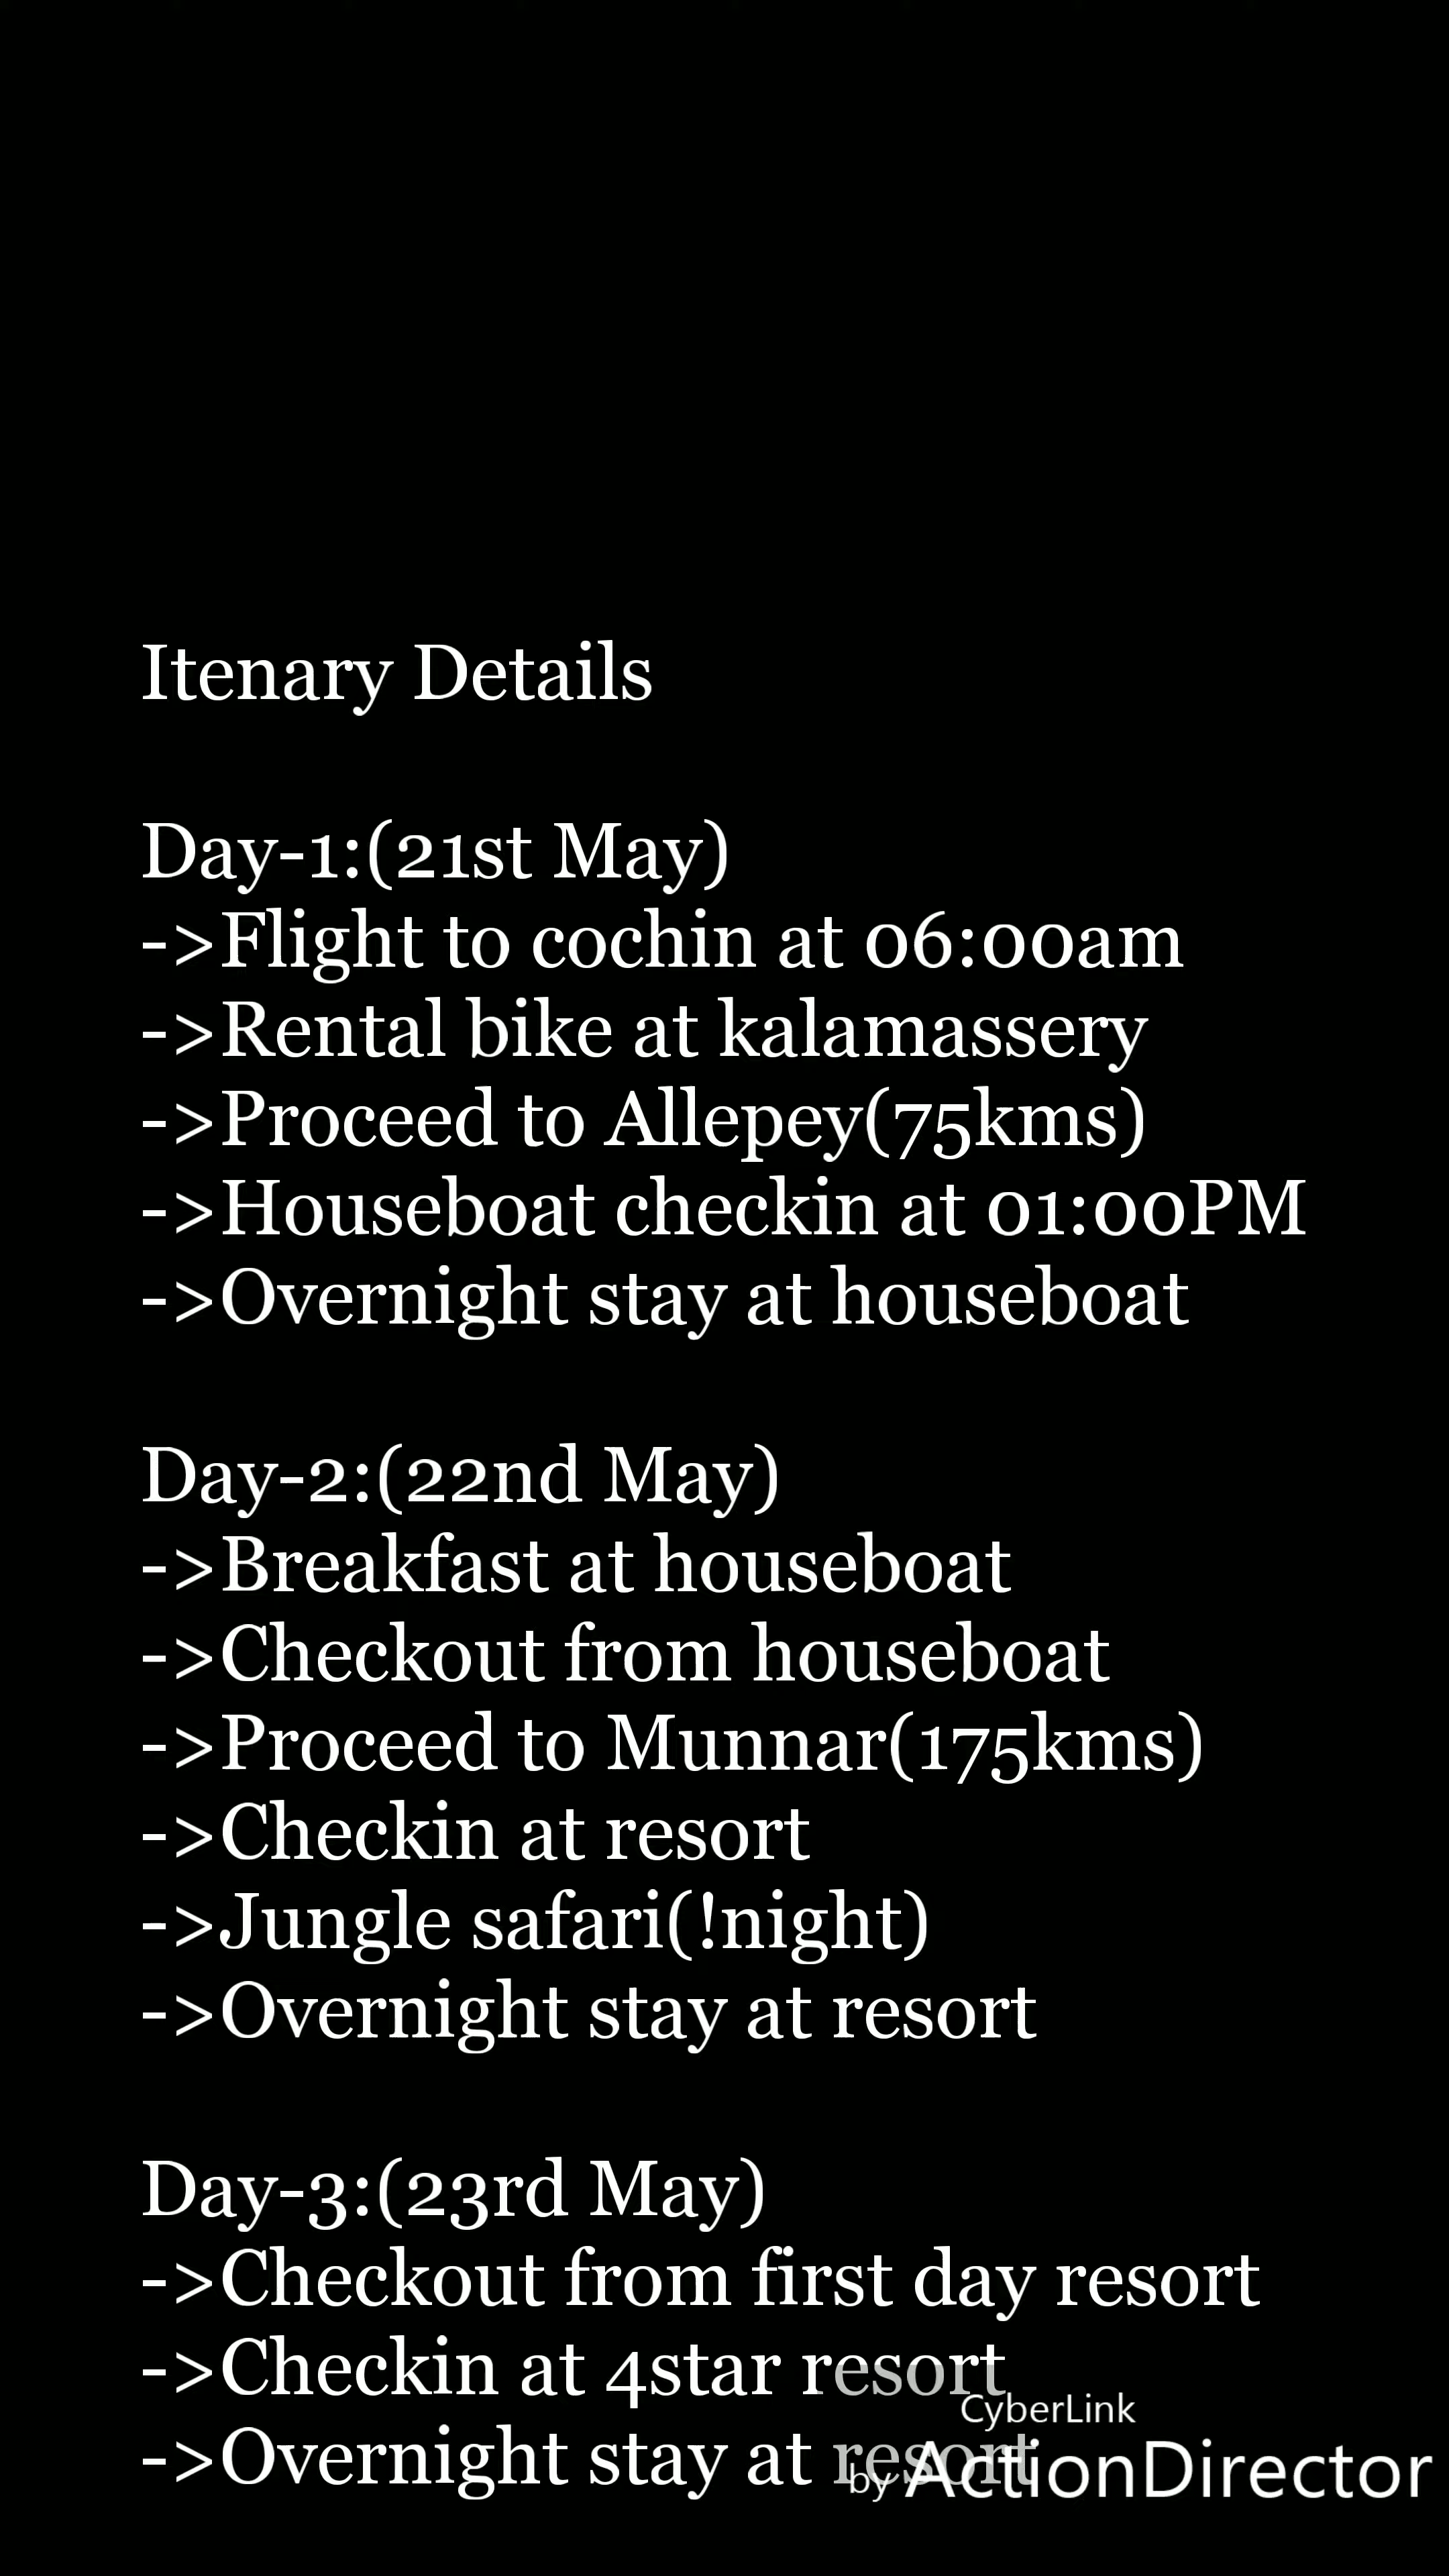 Itenary Details
Day-1:(21st May)
->Flight to cochin at 06:00am
->Rental bike at kalamassery
->Proceed to Allepey(75kms)
->Houseboat checkin at 01:00PM
->Overnight stay at houseboat
Day-2:(22nd May)
->Breakfast at houseboat
->Checkout from houseboat
->Proceed to Munnar(175kms)
->Checkin at resort
->Jungle safari(!night)
->Overnight stay at resort
Day-3:(23rd May)
->Checkout from first day resort
->Checkin at 4star resort
->Overnight stay at resort
CyberLink
by ActionDirector